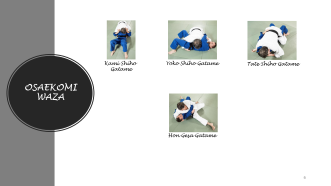 OSAEKOMI
WAZA
Kami Shiho
Gatame
Yoko Shiho Gatame
Tate Shiho Gatame
Hon Gesa Gatame